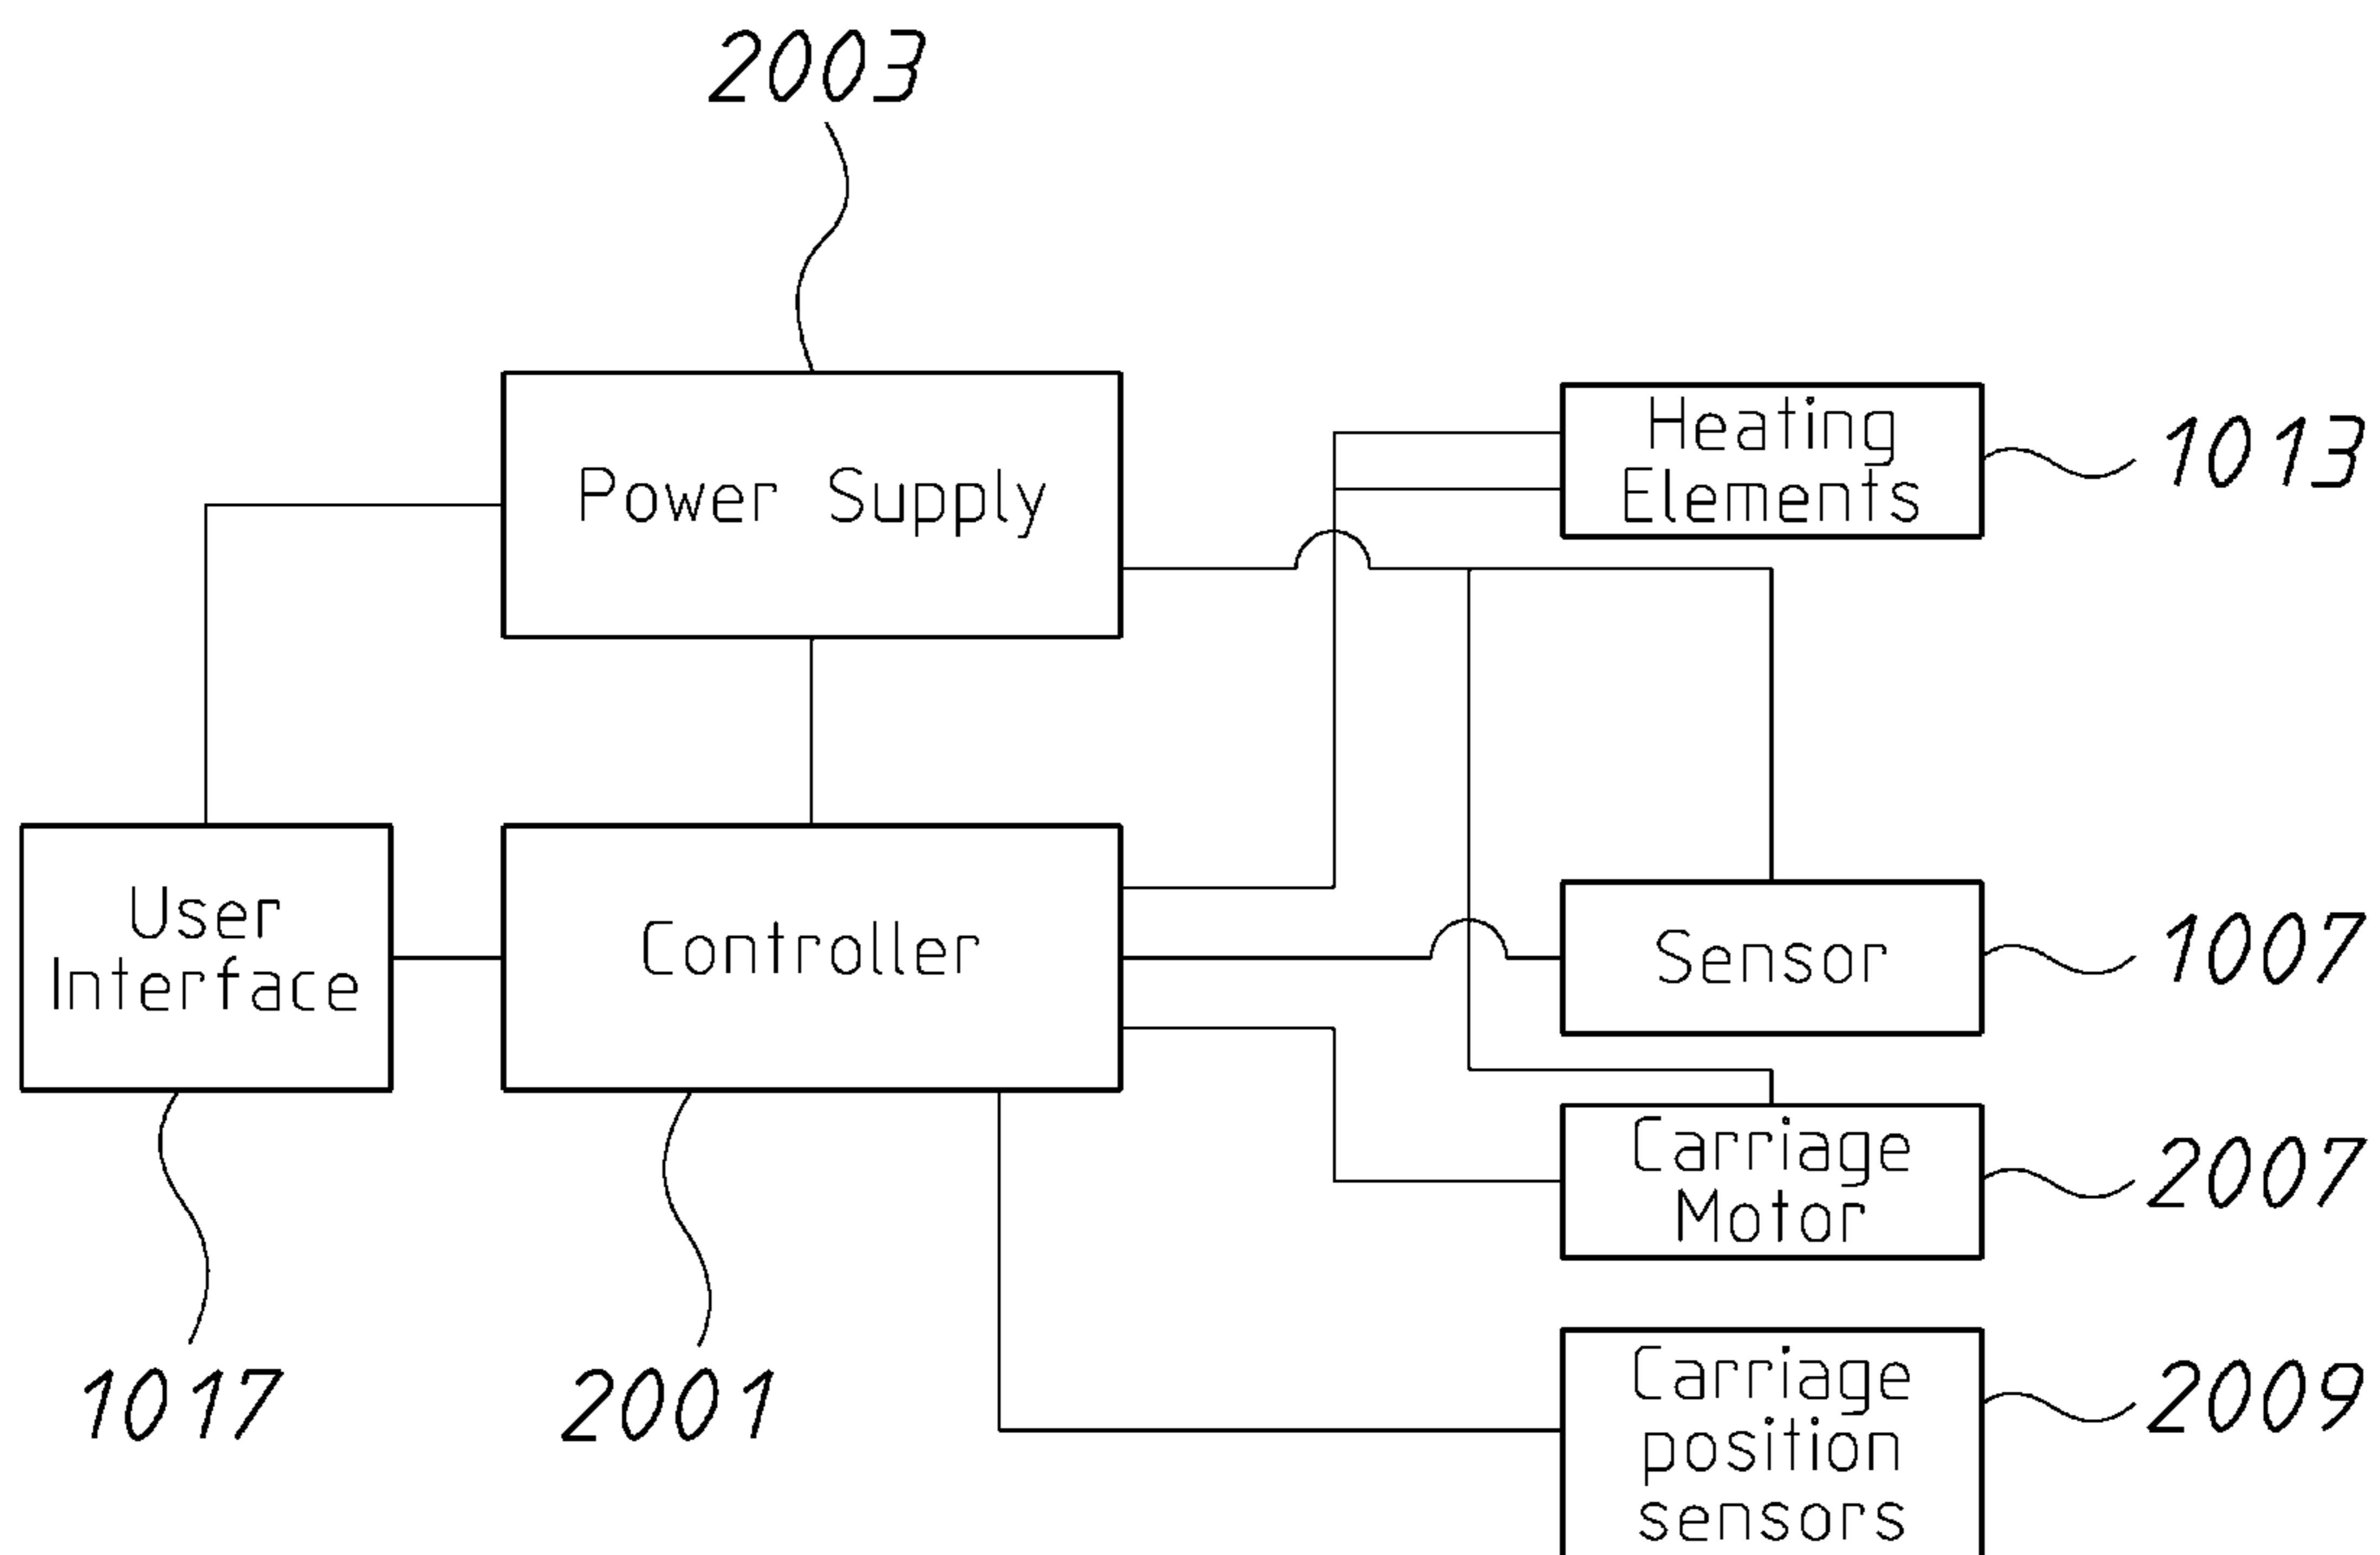 2003
Power Supply
Heating
Elements
1013
User
Interface
Controller
Sensor
1007
Carriage
Motor
2007
1017
2001
Carriage
position
sensors
2009